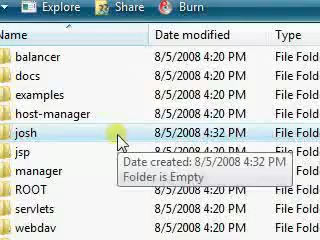 Explore Share Burn
Name Date modified Type
balancer 8/5/2008 4:20 PM File Fold
docs 8/5/2008 4:20 PM File Fold
examples 8/5/2008 4:20 PM File Fold
host-manager 8/5/2008 4:20 PM File Fold
josh 8/5/2008 4:32 PM File Fold
jsp 8/5/2008 4:20 PM File Fold
manager Date created: 8/5/2008 4:32 PM File Fold
ROOT Folder is Empty File Fold
servlets 8/5/2008 4:20 PM File Fold
webdav 8/5/2008 4:20 PM File Fold